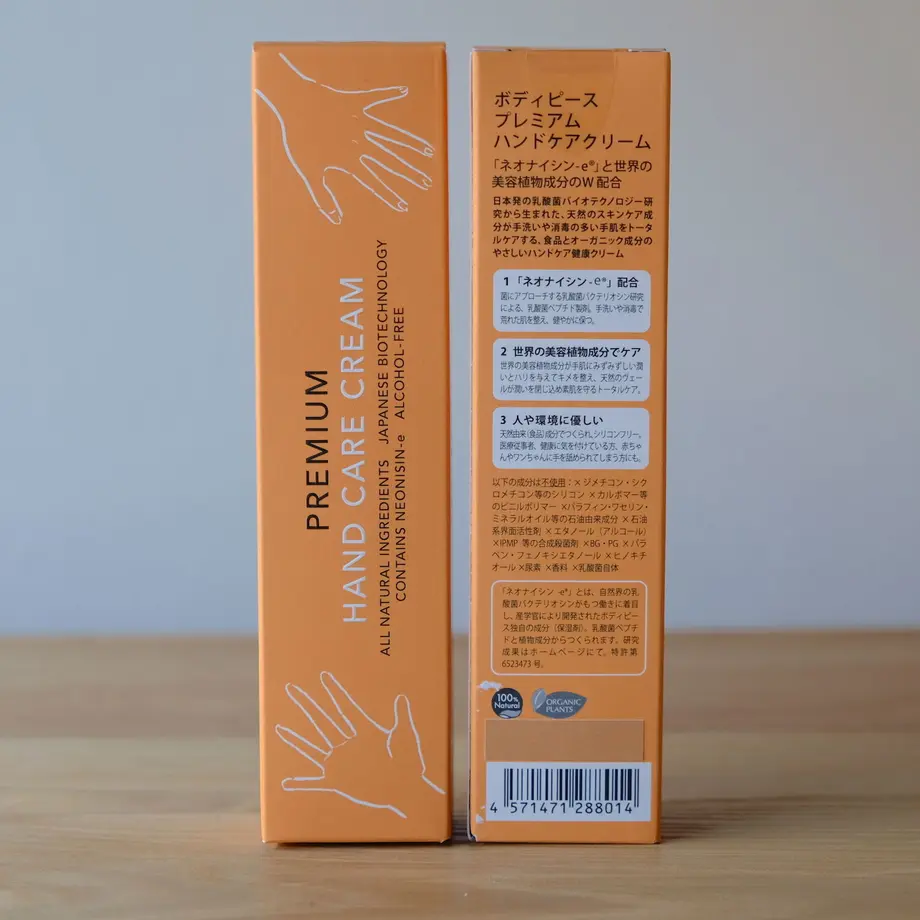 PREMIUM
HAND CARE CREAM
ALL NATURAL INGREDIENTS JAPANESE BIOTECHNOLOGY
CONTAINS NEONISIN-e ALCOHOL-FREE
ボディピース
プレミアム
ハンドケアクリーム
「ネオナイシン-e®」と世界の
美容植物成分のW配合
日本発の乳酸菌バイオテクノロジー研
究から生まれた、天然のスキンケア成
分が手洗いや消毒の多い手肌をトータ
ルケアする、食品とオーガニック成分の
やさしいハンドケア健康クリーム
1 「ネオナイシン-e®」配合
菌にアプローチする乳酸菌バクテリオシン研究
による、乳酸菌ペプチド製剤。手洗いや消毒で
荒れた肌を整え、健やかに保つ。
2 世界の美容植物成分でケア
世界の美容植物成分が手肌にみずみずしい潤
いとハリを与えてキメを整え、天然のヴェー
ルが潤いを閉じ込め素肌を守るトータルケア。
3 人や環境に優しい
天然由来(食品)成分でつくられ、シリコンフリー。
医療従事者、健康に気を付けている方、赤ちゃ
んやワンちゃんに手を舐められてしまう方にも。
以下の成分は不使用：×ジメチコン・シク
ロメチコン等のシリコン ×カルボマー等
のビニルポリマー ×パラフィン・ワセリン・
ミネラルオイル等の石油由来成分 ×石油
系界面活性剤 ×エタノール（アルコール）
×IPMP 等の合成殺菌剤 ×BG・PG ×パラ
ベン・フェノキシエタノール ×ヒノキチ
オール ×尿素 ×香料 ×乳酸菌自体
「ネオナイシン -e®」とは、自然界の乳
酸菌バクテリオシンがもつ働きに着目
し、産学官により開発されたボディピー
ス独自の成分（保湿剤）。乳酸菌ペプチ
ドと植物成分からつくられます。研究
成果はホームページにて。特許第
6523473 号。
100%
Natural
ORGANIC
PLANTS
4 571471 288014